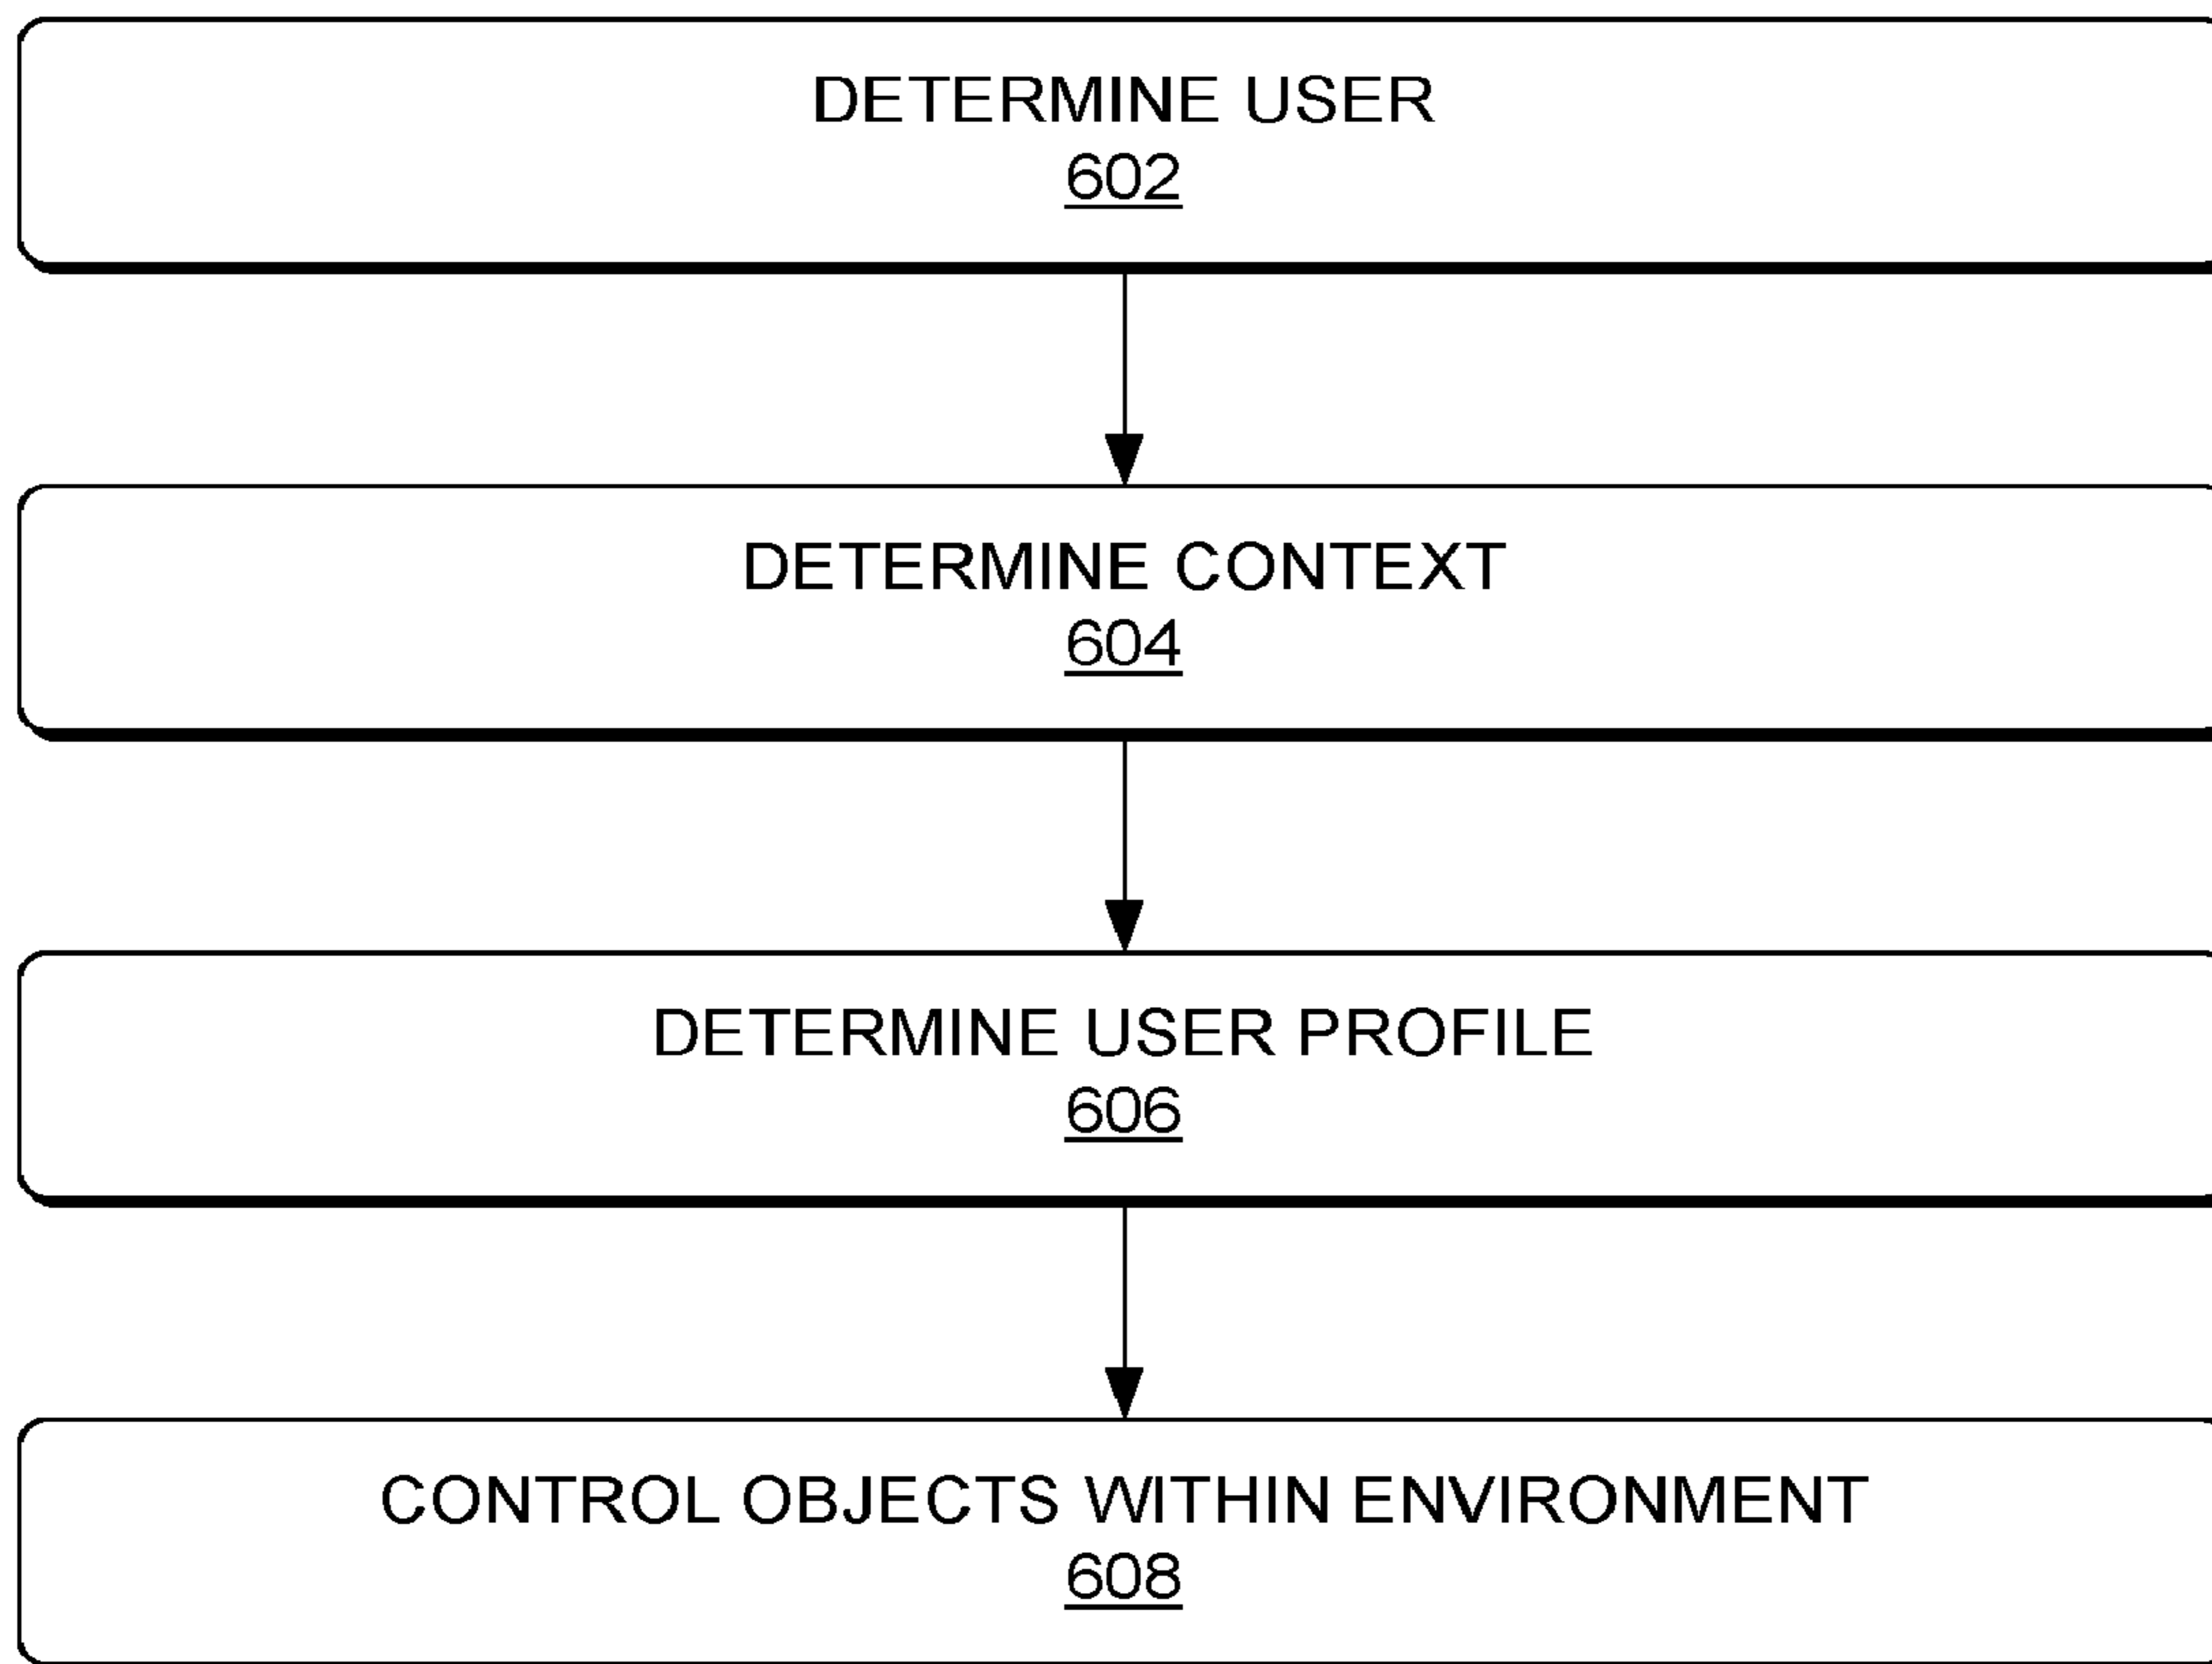 DETERMINE USER
602
DETERMINE CONTEXT
604
DETERMINE USER PROFILE
606
CONTROL OBJECTS WITHIN ENVIRONMENT
608